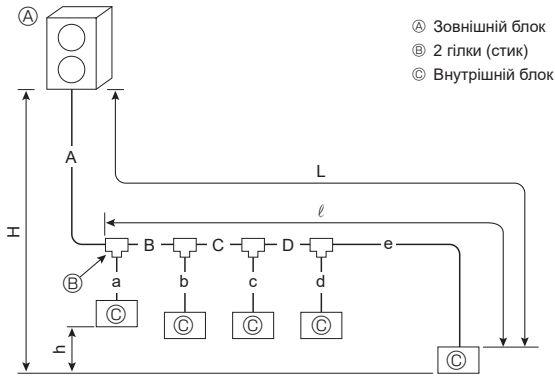 Ⓐ
Ⓐ Зовнішній блок
Ⓑ 2 гілки (стик)
Ⓒ Внутрішній блок
A
L
H
ℓ
B C D e
Ⓑ a b c d
Ⓒ Ⓒ Ⓒ Ⓒ
h
Ⓒ